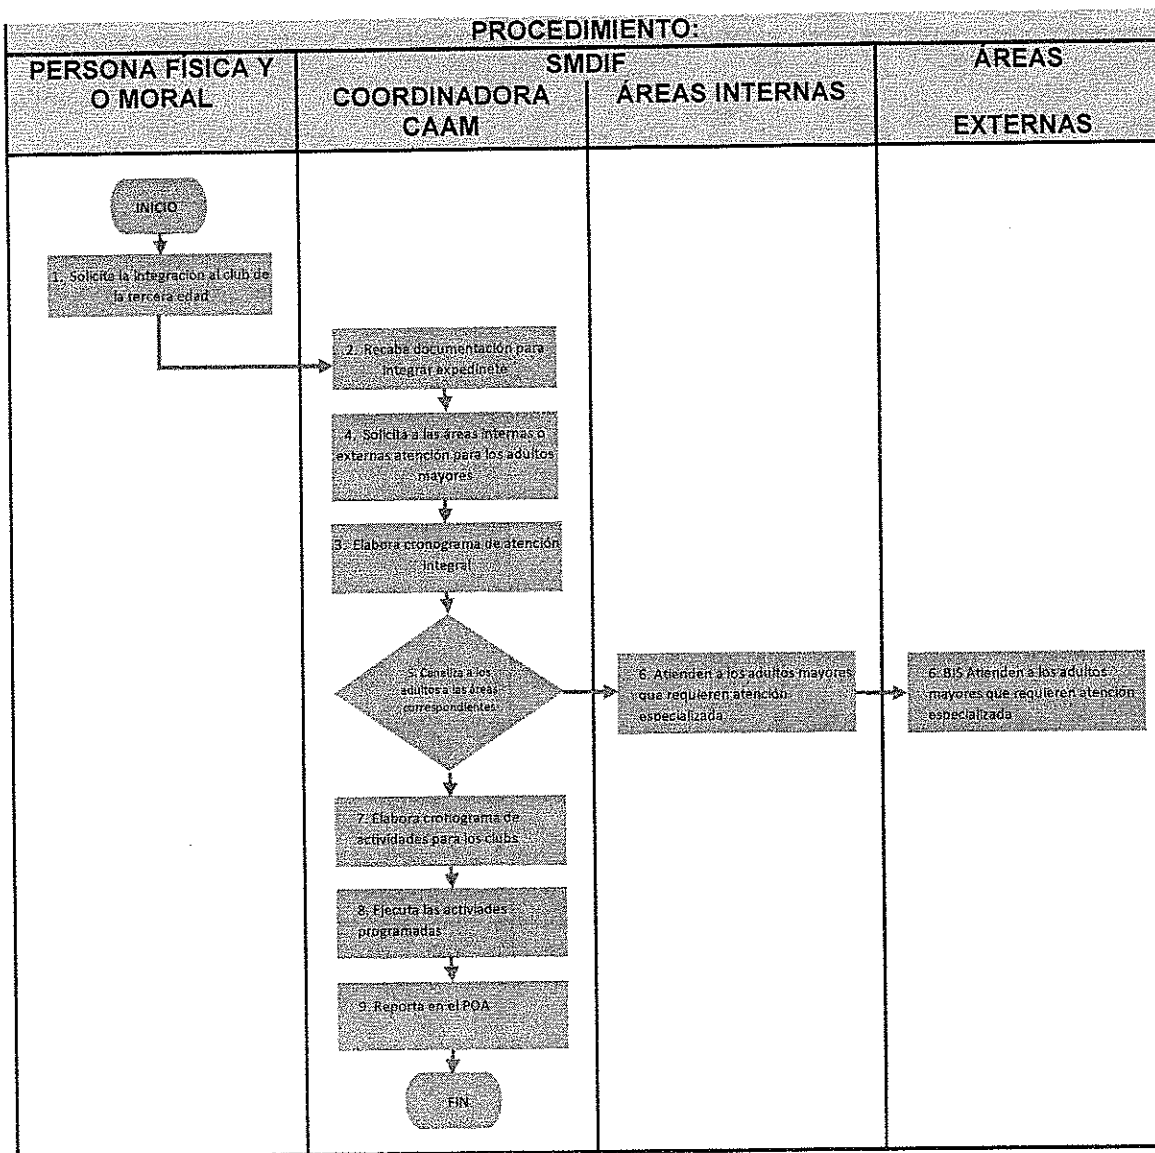 PROCEDIMIENTO:
PERSONA FÍSICA Y
O MORAL
SMDIF
COORDINADORA
CAAM
ÁREAS INTERNAS
ÁREAS
EXTERNAS
INICIO
1. Solicita la integración al club de
la tercera edad
2. Recaba documentación para
integrar expedinete
4. Solicita a las áreas internas o
externas atención para los adultos
mayores
3. Elabora cronograma de atención
integral
5. Canaliza a los
adultos a las áreas
correspondientes
6. Atienden a los adultos mayores
que requieren atención
especializada
6 BIS Atienden a los adultos
mayores que requieren atención
especializada
7. Elabora cronograma de
actividades para los clubs
8. Ejecuta las activiades
programadas
9. Reporta en el POA
FIN